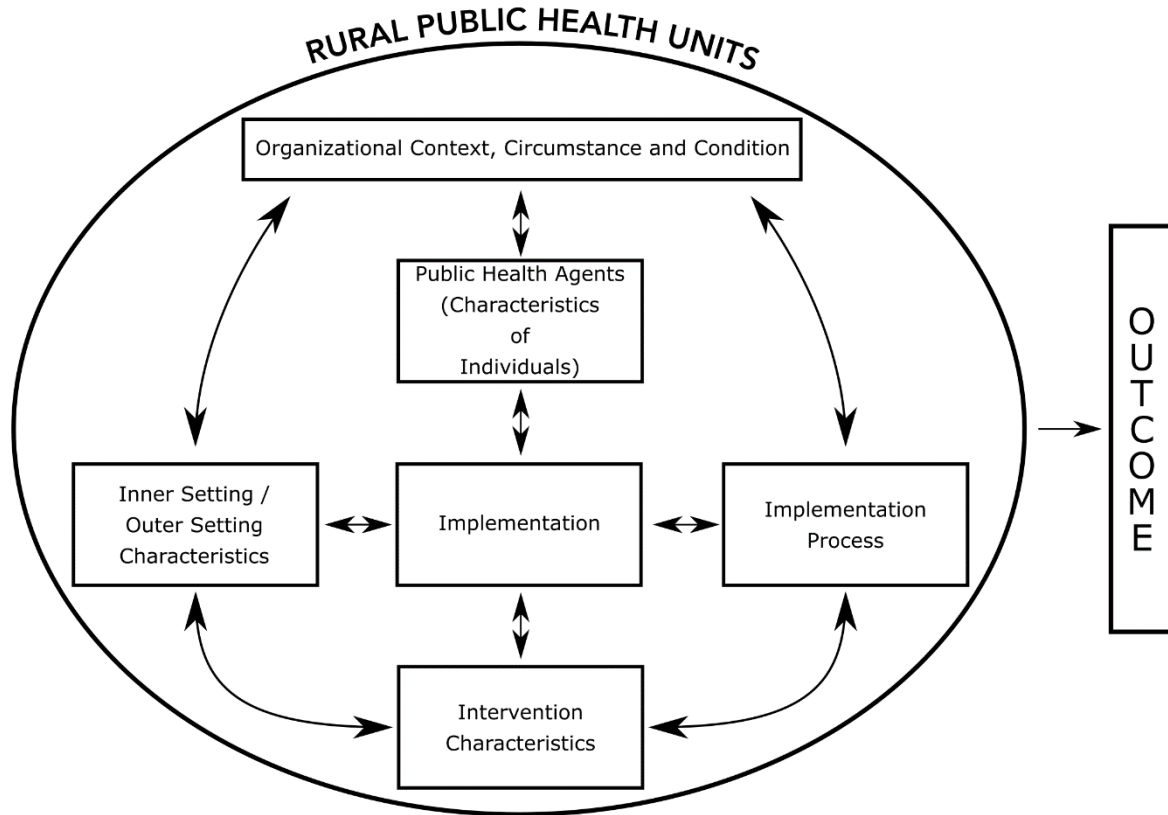 RURAL PUBLIC HEALTH UNITS
Organizational Context, Circumstance and Condition
Public Health Agents
(Characteristics
of
Individuals)
Inner Setting /
Outer Setting
Characteristics
Implementation
Implementation
Process
Intervention
Characteristics
OUTCOME